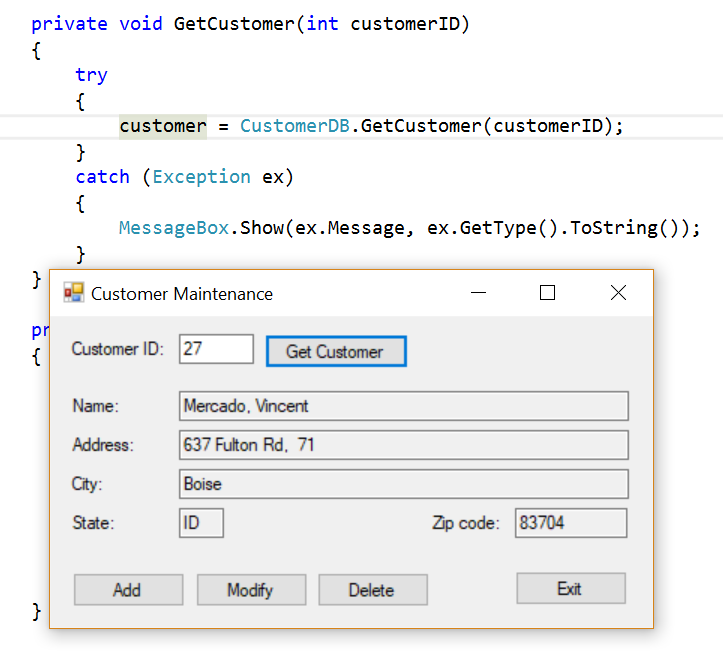 private void GetCustomer(int customerID)
{
try
{
customer = CustomerDB.GetCustomer(customerID);
}
catch (Exception ex)
{
MessageBox.Show(ex.Message, ex.GetType().ToString());
}
}
pr
{
Customer Maintenance
Customer ID: 27 Get Customer
Name: Mercado, Vincent
Address: 637 Fulton Rd, 71
City: Boise
State: ID Zip code: 83704
Add Modify Delete Exit
}